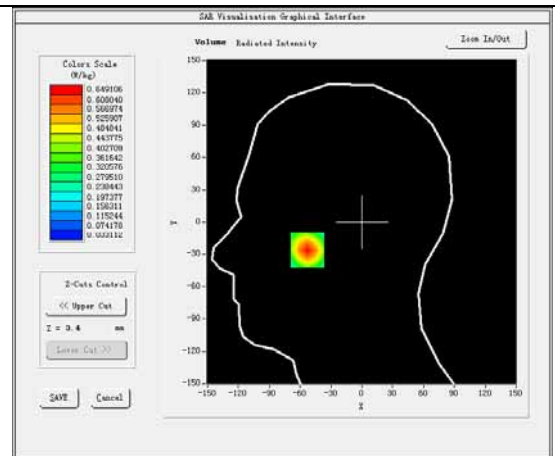 SAR Visualisation Graphical Interface
Volume Radiated Intensity
Zoom In/Out
Colors Scale
(W/kg)
0.649106
0.608040
0.566974
0.525907
0.484841
0.443775
0.402709
0.361642
0.320576
0.279510
0.238443
0.197377
0.156311
0.115244
0.074178
0.033112
150
120
90
60
30
0
-30
-60
-90
-120
-150
Y
-150 -120 -90 -60 -30 0 30 60 90 120 150
X
Z-Cuts Control
<< Upper Cut
Z = 3.4 mm
Lower Cut >>
SAVE Cancel